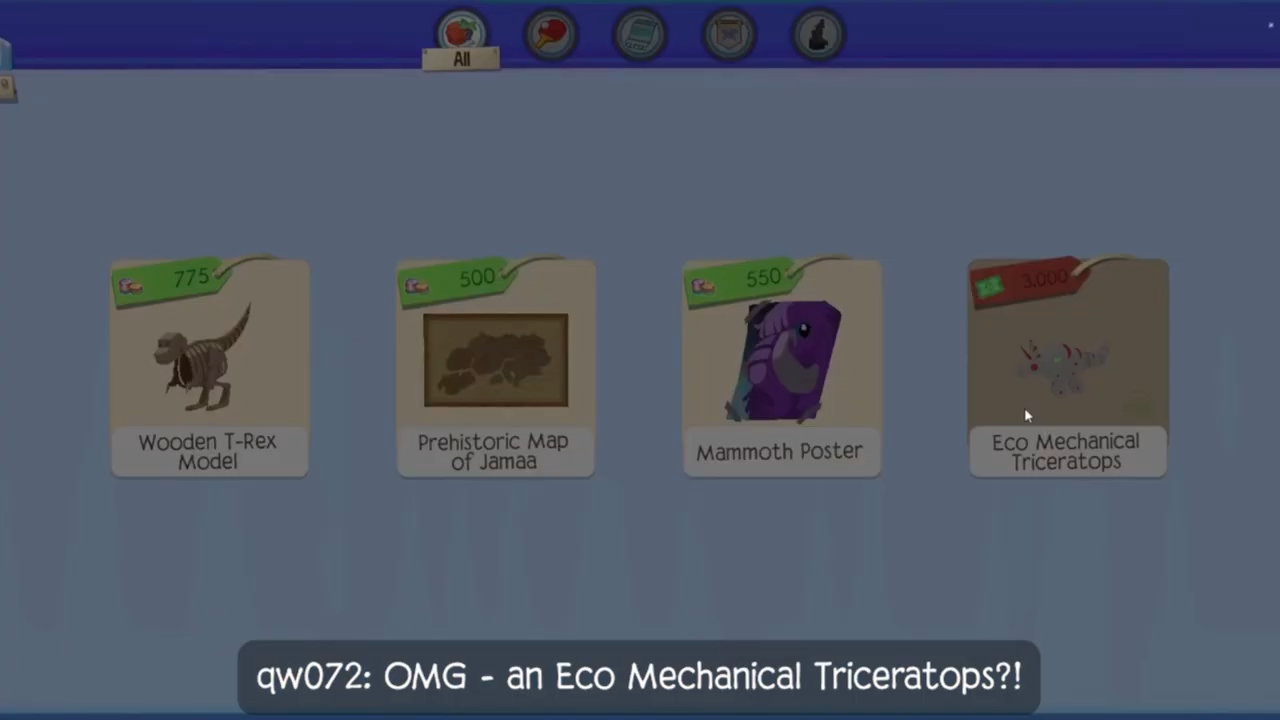 All
775
500
550
3,000
Wooden T-Rex
Model
Prehistoric Map
of Jamaa
Mammoth Poster
Eco Mechanical
Triceratops
qw072: OMG - an Eco Mechanical Triceratops?!